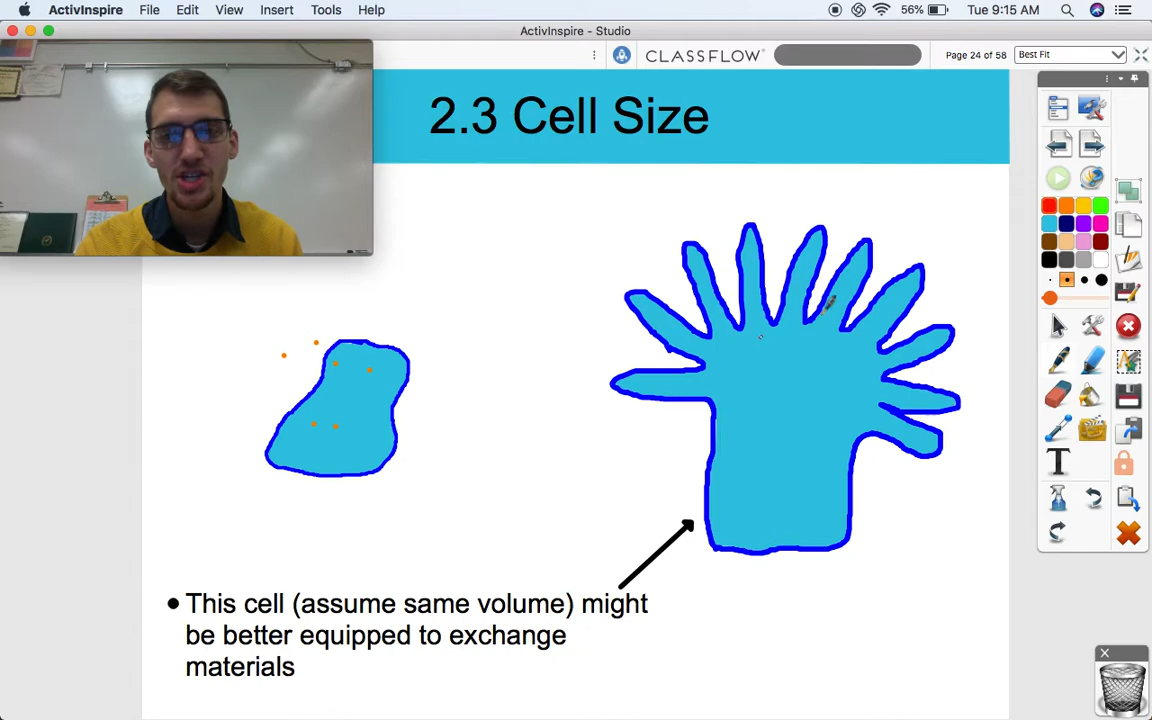 ActivInspire File Edit View Insert Tools Help 56% Tue 9:15 AM
ActivInspire - Studio
CLASSFLOW Page 24 of 58 Best Fit
2.3 Cell Size
• This cell (assume same volume) might
be better equipped to exchange
materials